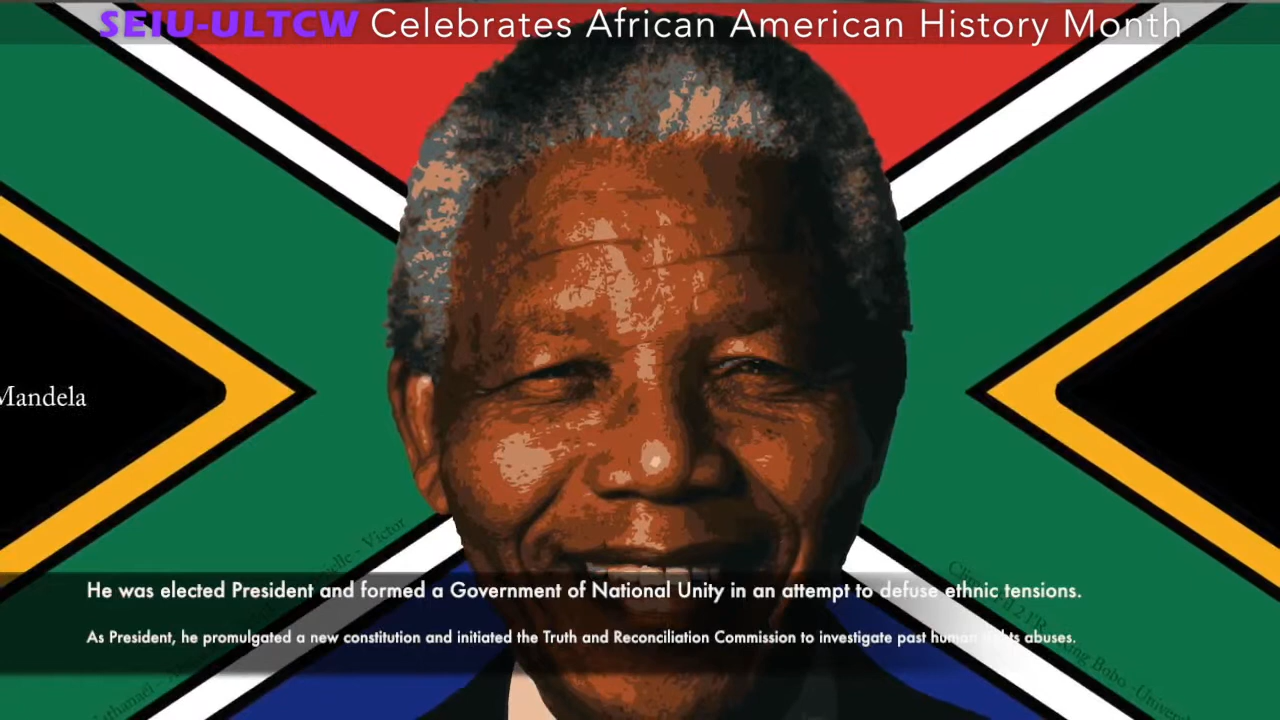 SEIU-ULTCW Celebrates African American History Month
Mandela
Victor
He was elected President and formed a Government of National Unity in an attempt to defuse ethnic tensions.
As President, he promulgated a new constitution and initiated the Truth and Reconciliation Commission to investigate past human rights abuses.
Bobo